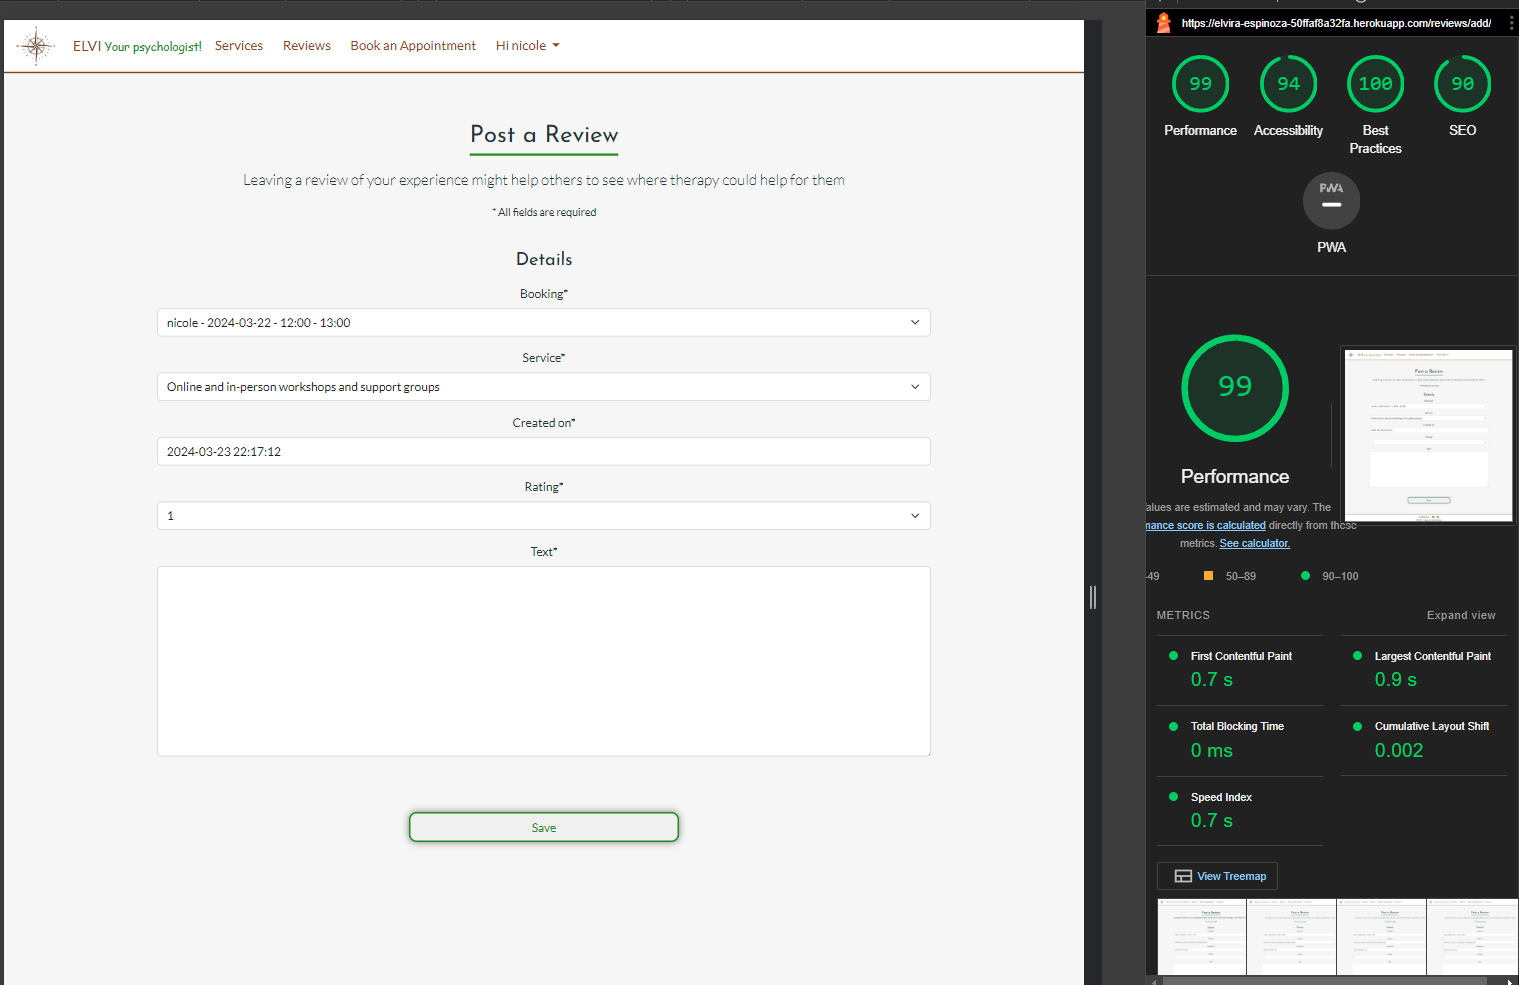 ELVI Your psychologist! Services Reviews Book an Appointment Hi nicole
Post a Review
Leaving a review of your experience might help others to see where therapy could help for them
* All fields are required
Details
Booking*
nicole - 2024-03-22 - 12:00 - 13:00
Service*
Online and in-person workshops and support groups
Created on*
2024-03-23 22:17:12
Rating*
1
Text*
Save
https://elvira-espinoza-50ffaf8a32fa.herokuapp.com/reviews/add/
99 94 100 90
Performance Accessibility Best Practices SEO
PWA
PWA
99
Performance
alues are estimated and may vary. The
mance score is calculated directly from these
metrics. See calculator.
-49 50–89 90–100
METRICS Expand view
First Contentful Paint
0.7 s
Largest Contentful Paint
0.9 s
Total Blocking Time
0 ms
Cumulative Layout Shift
0.002
Speed Index
0.7 s
View Treemap